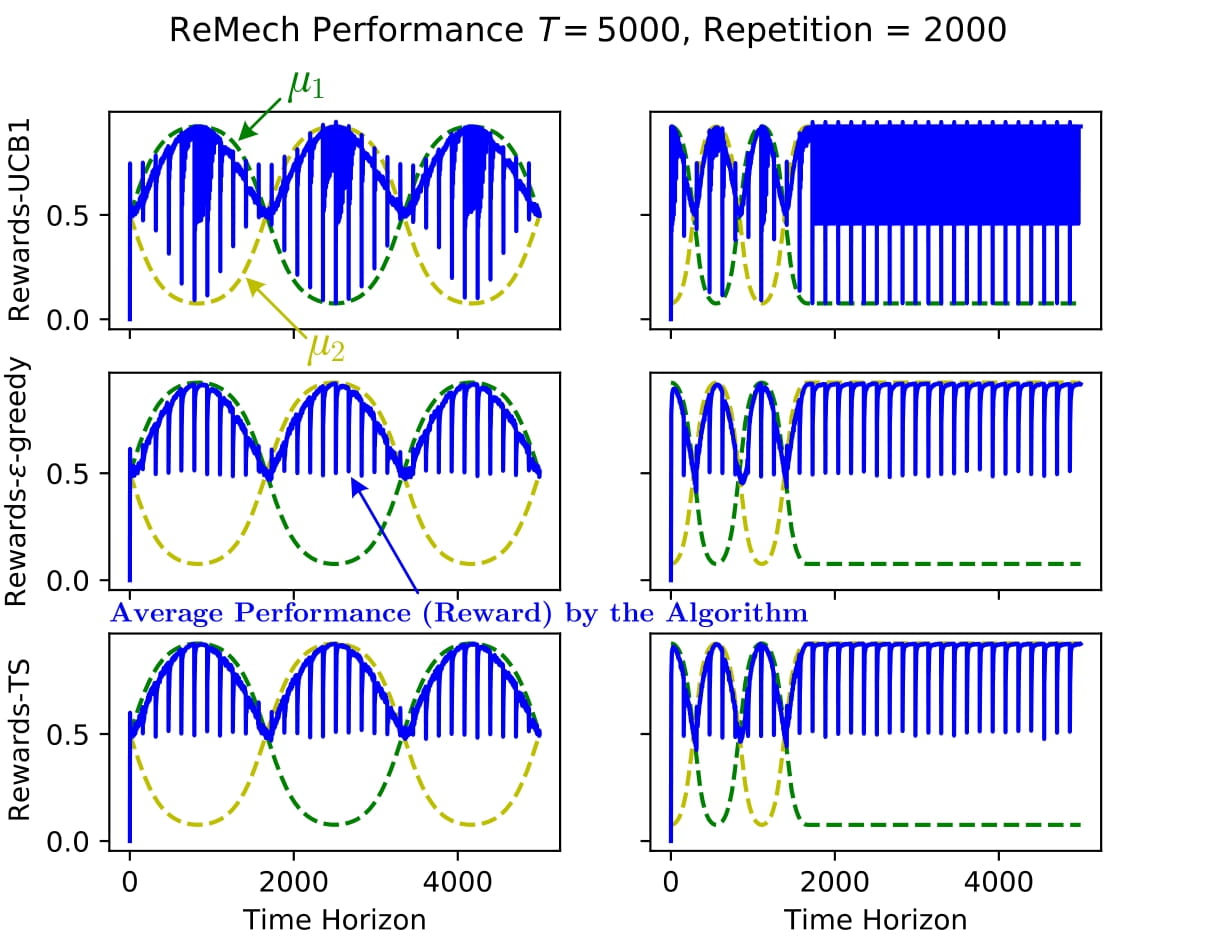 ReMech Performance T = 5000, Repetition = 2000
μ1
Rewards-UCB1
0.5
0.0
μ2
Rewards-ε-greedy
0.5
0.0
Average Performance (Reward) by the Algorithm
Rewards-TS
0.5
0.0
0 2000 4000 0 2000 4000
Time Horizon Time Horizon